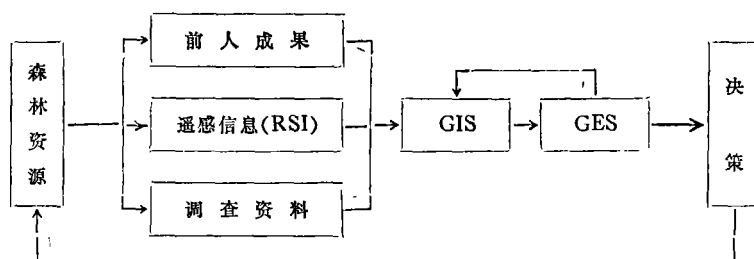 森林资源
前人成果
遥感信息(RSI)
调查资料
GIS
GES
决策